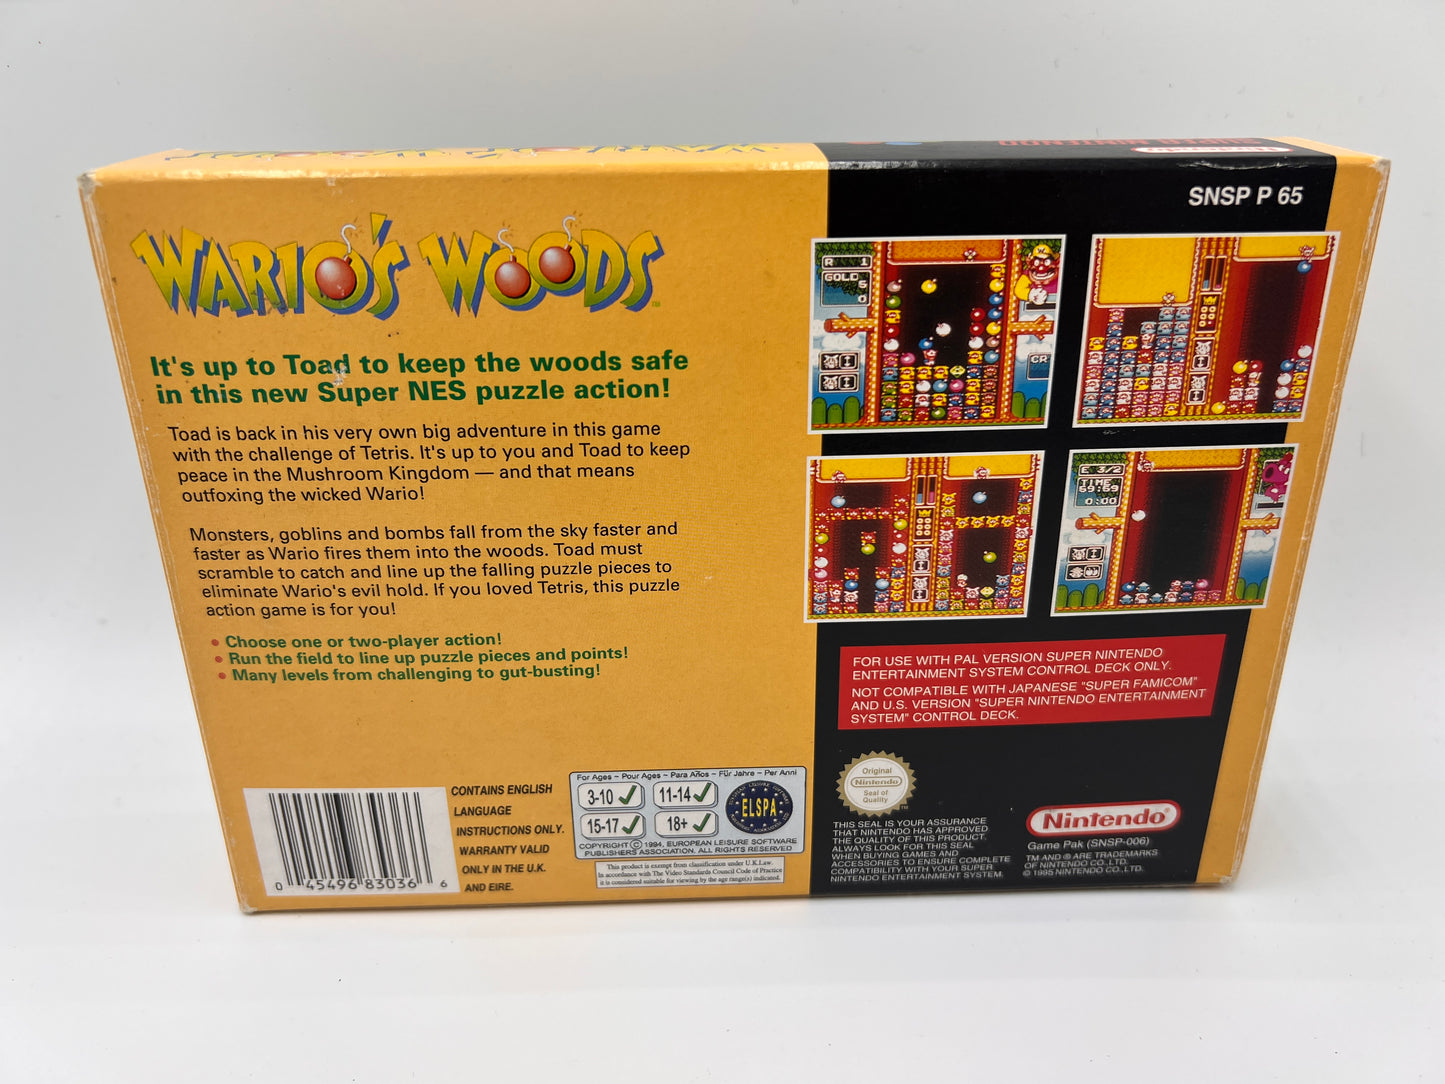 WARIO'S WOODS
Nintendo
SNSP P 65
WARIO'S WOODS™
It's up to Toad to keep the woods safe
in this new Super NES puzzle action!
Toad is back in his very own big adventure in this game
with the challenge of Tetris. It's up to you and Toad to keep
peace in the Mushroom Kingdom — and that means
outfoxing the wicked Wario!
Monsters, goblins and bombs fall from the sky faster and
faster as Wario fires them into the woods. Toad must
scramble to catch and line up the falling puzzle pieces to
eliminate Wario's evil hold. If you loved Tetris, this puzzle
action game is for you!
• Choose one or two-player action!
• Run the field to line up puzzle pieces and points!
• Many levels from challenging to gut-busting!
0 45496 83036 6
CONTAINS ENGLISH
LANGUAGE
INSTRUCTIONS ONLY.
WARRANTY VALID
ONLY IN THE U.K.
AND EIRE.
For Ages – Pour Ages – Para Años – Für Jahre – Per Anni
3-10 ✓ 11-14 ✓
15-17 ✓ 18+ ✓
ELSPA
COPYRIGHT © 1994, EUROPEAN LEISURE SOFTWARE
PUBLISHERS ASSOCIATION. ALL RIGHTS RESERVED
This product is exempt from classification under U.K.Law.
In accordance with The Video Standards Council Code of Practice
it is considered suitable for viewing by the age range(s) indicated.
R 1
GOLD
5
0
CR
E 3/2
TIME
59:59
0:00
FOR USE WITH PAL VERSION SUPER NINTENDO
ENTERTAINMENT SYSTEM CONTROL DECK ONLY.
NOT COMPATIBLE WITH JAPANESE "SUPER FAMICOM"
AND U.S. VERSION "SUPER NINTENDO ENTERTAINMENT
SYSTEM" CONTROL DECK.
Original
Nintendo
Seal of
Quality
™
THIS SEAL IS YOUR ASSURANCE
THAT NINTENDO HAS APPROVED
THE QUALITY OF THIS PRODUCT.
ALWAYS LOOK FOR THIS SEAL
WHEN BUYING GAMES AND
ACCESSORIES TO ENSURE COMPLETE
COMPATIBILITY WITH YOUR SUPER
NINTENDO ENTERTAINMENT SYSTEM.
Nintendo®
Game Pak (SNSP-006)
TM AND ® ARE TRADEMARKS
OF NINTENDO CO. LTD.
© 1995 NINTENDO CO., LTD.